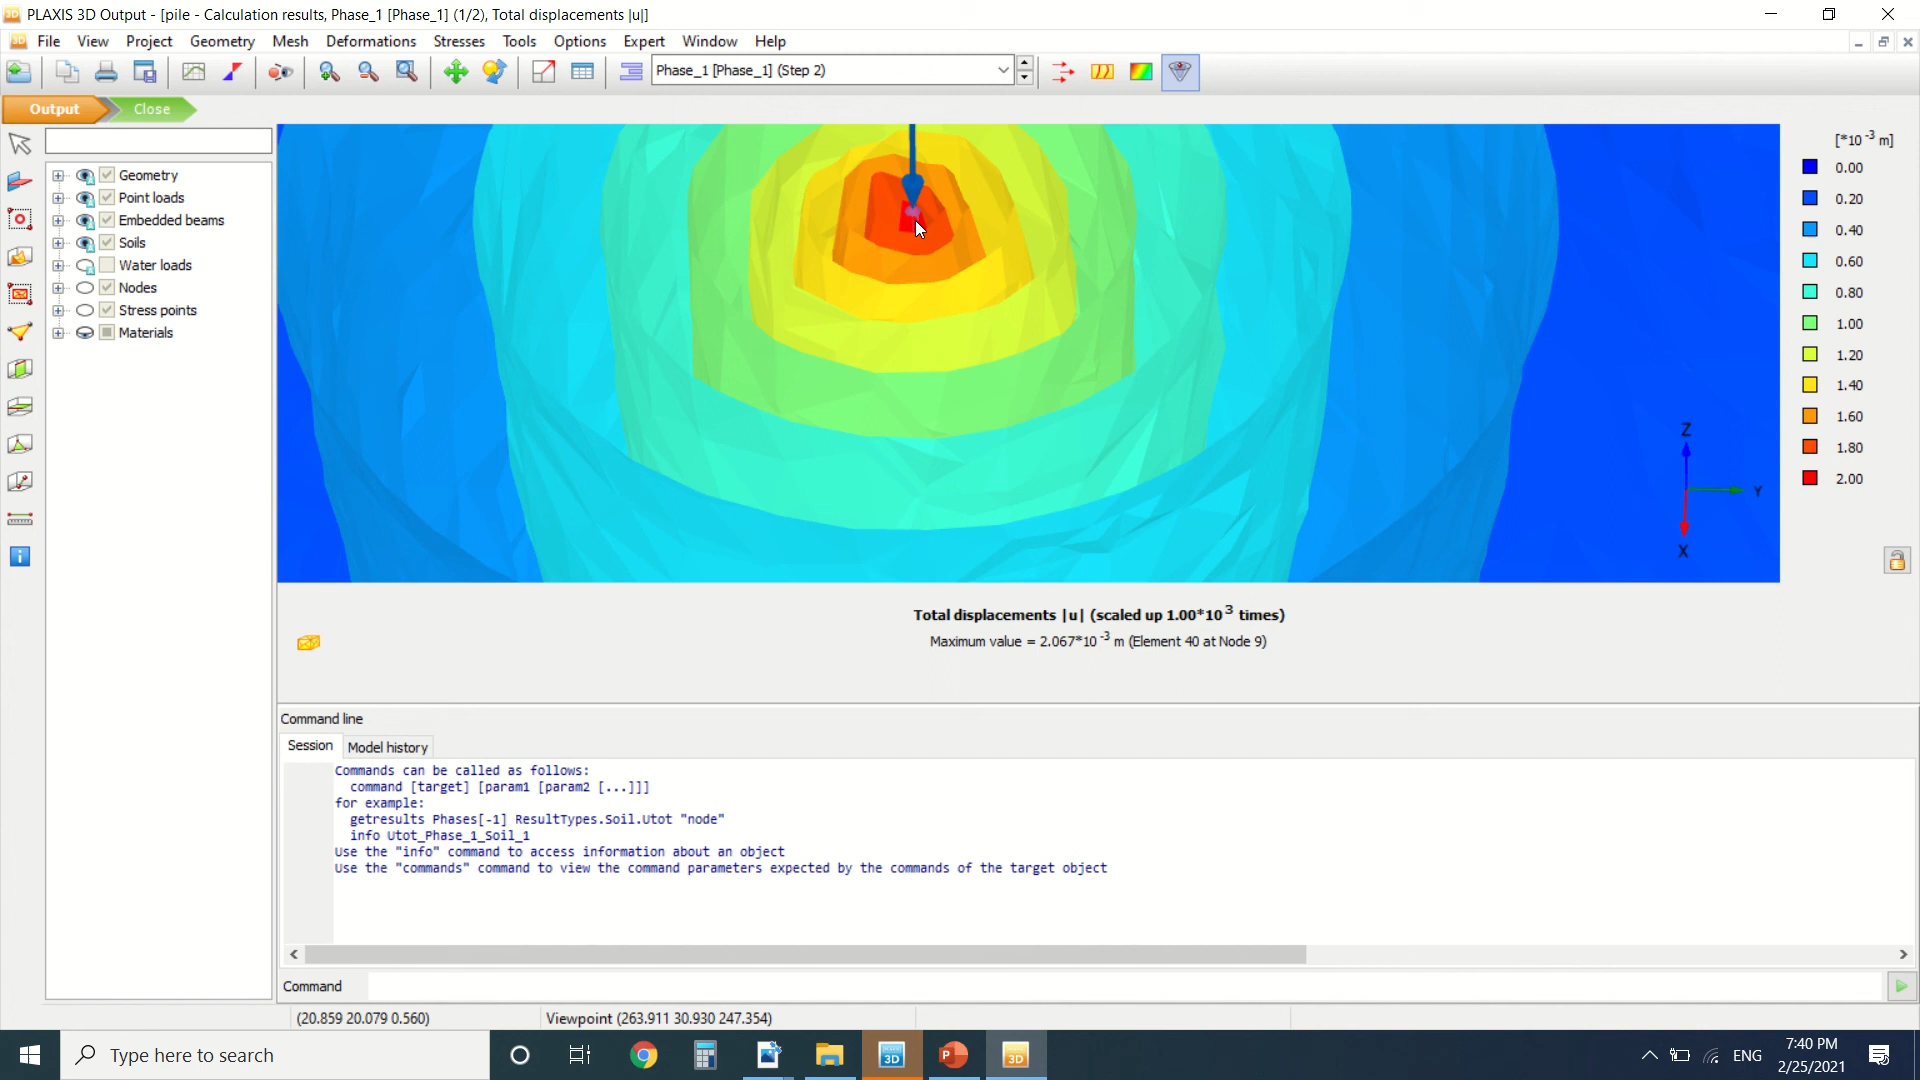 PLAXIS 3D Output - [pile - Calculation results, Phase_1 [Phase_1] (1/2), Total displacements |u|]
File View Project Geometry Mesh Deformations Stresses Tools Options Expert Window Help
Phase_1 [Phase_1] (Step 2)
Output Close
Geometry
Point loads
Embedded beams
Soils
Water loads
Nodes
Stress points
Materials
[*10 -3 m]
0.00
0.20
0.40
0.60
0.80
1.00
1.20
1.40
1.60
1.80
2.00
Z
Y
X
Total displacements |u| (scaled up 1.00*10 3 times)
Maximum value = 2.067*10 -3 m (Element 40 at Node 9)
Command line
Session Model history
Commands can be called as follows:
command [target] [param1 [param2 [...]]]
for example:
getresults Phases[-1] ResultTypes.Soil.Utot "node"
info Utot_Phase_1_Soil_1
Use the "info" command to access information about an object
Use the "commands" command to view the command parameters expected by the commands of the target object
Command
(20.859 20.079 0.560) Viewpoint (263.911 30.930 247.354)
Type here to search
3D
P
3D
ENG
7:40 PM
2/25/2021